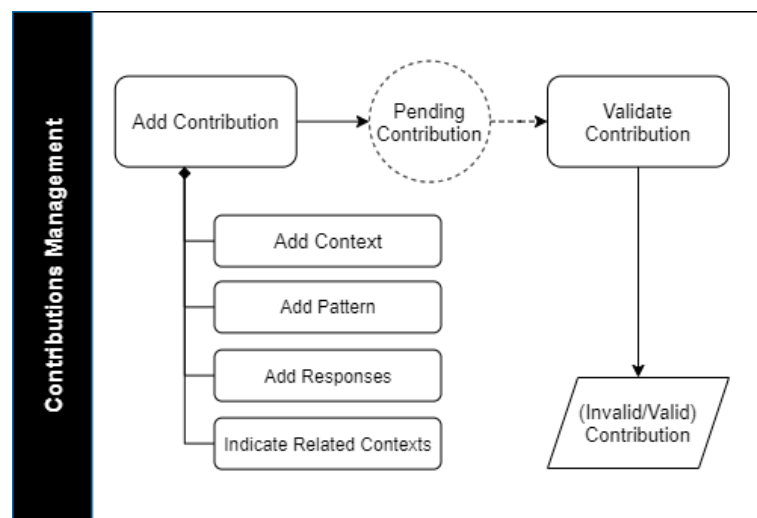 Contributions Management
Add Contribution
Pending
Contribution
Validate
Contribution
Add Context
Add Pattern
Add Responses
Indicate Related Contexts
(Invalid/Valid)
Contribution